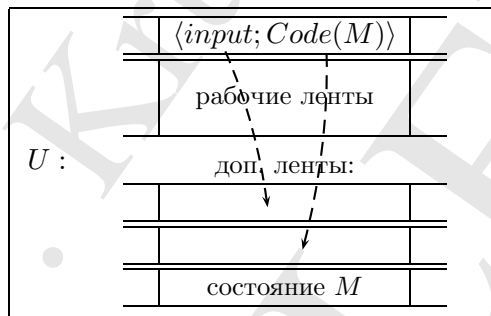 ⟨input; Code(M)⟩
рабочие ленты
U :
доп. ленты:
состояние M